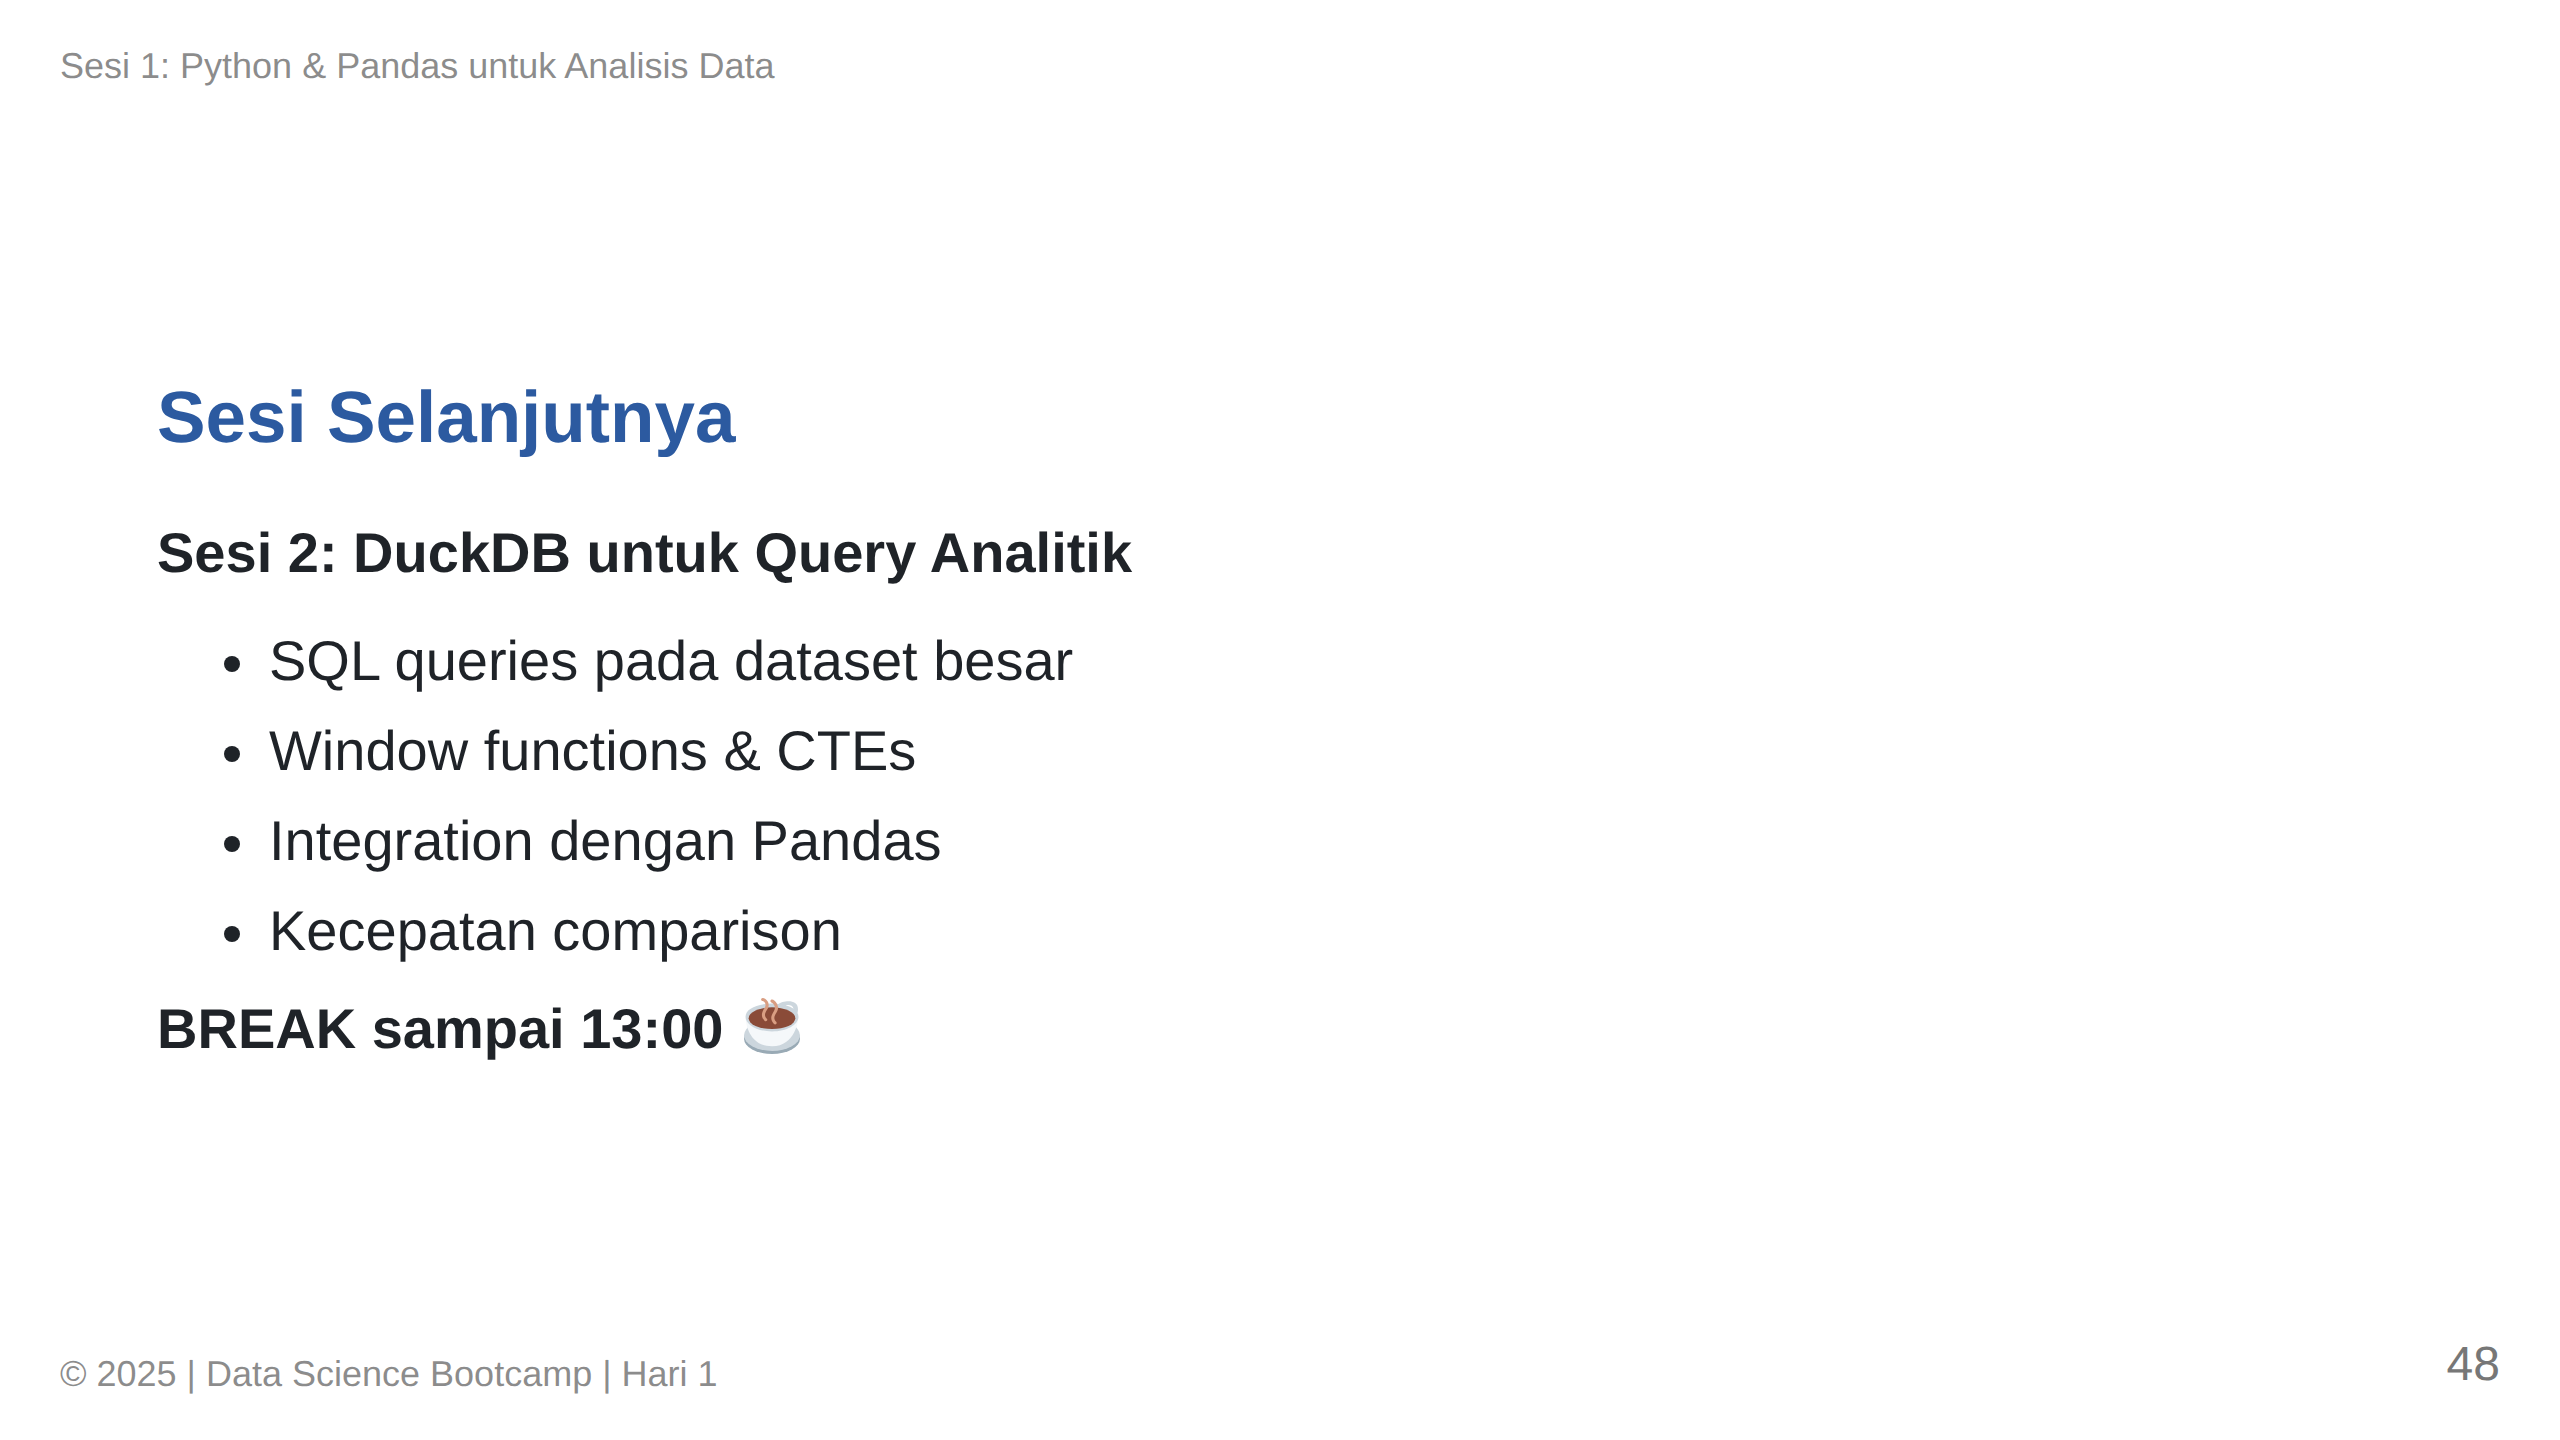 Sesi 1: Python & Pandas untuk Analisis Data
Sesi Selanjutnya
Sesi 2: DuckDB untuk Query Analitik
• SQL queries pada dataset besar
• Window functions & CTEs
• Integration dengan Pandas
• Kecepatan comparison
BREAK sampai 13:00 ☕
© 2025 | Data Science Bootcamp | Hari 1
48